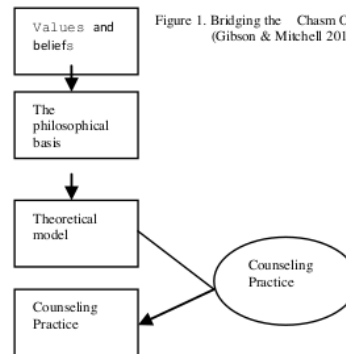 Values and
beliefs
Figure 1. Bridging the Chasm
(Gibson & Mitchell
The
philosophical
basis
Theoretical
model
Counseling
Practice
Counseling
Practice